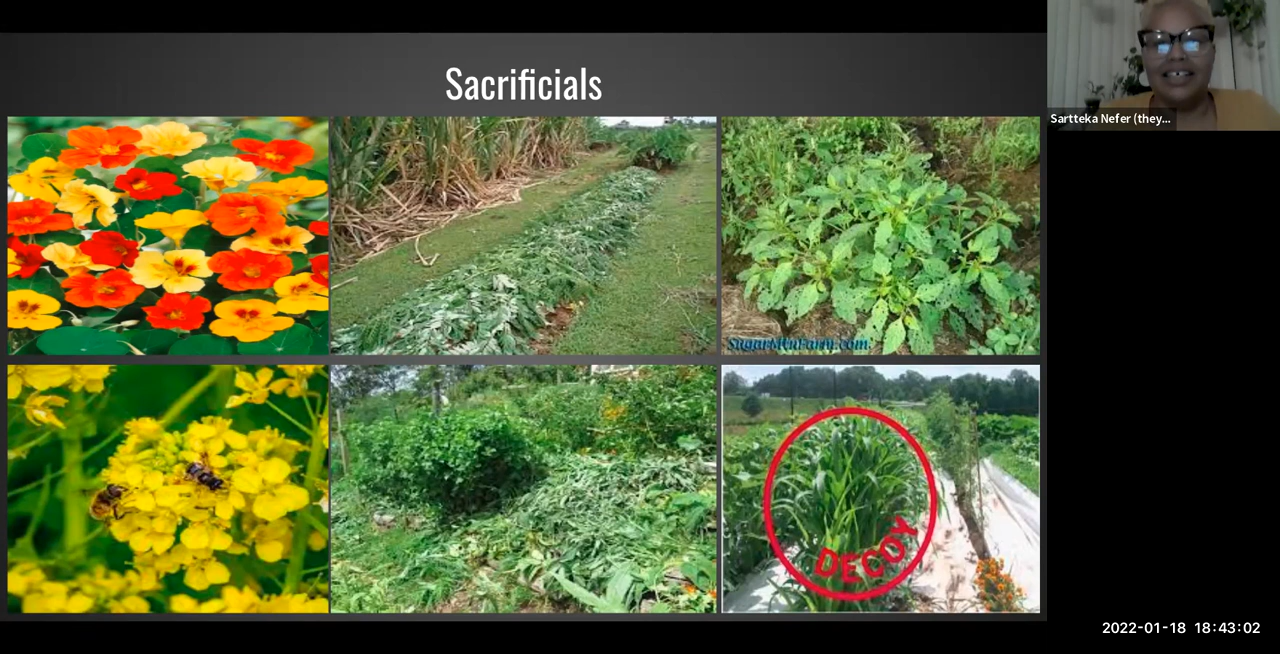 Sacrificials
Sartteka Nefer (they...
SugarMtnFarm.com
DECOY
2022-01-18 18:43:02